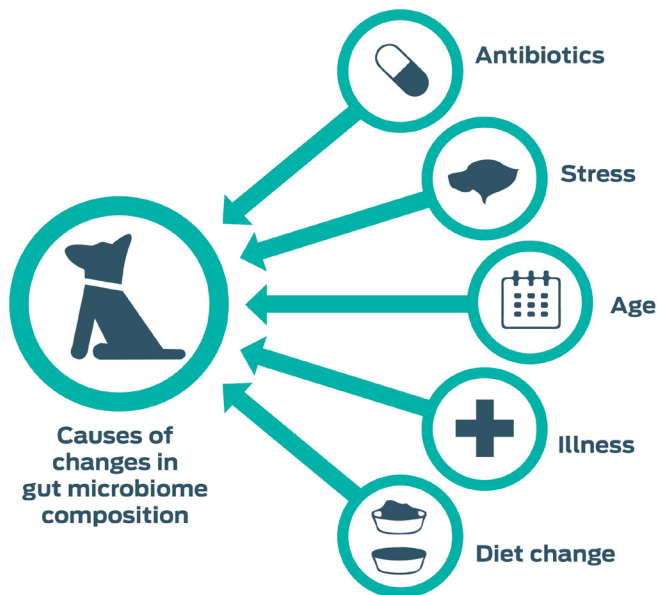 Antibiotics
Stress
Age
Illness
Diet change
Causes of
changes in
gut microbiome
composition